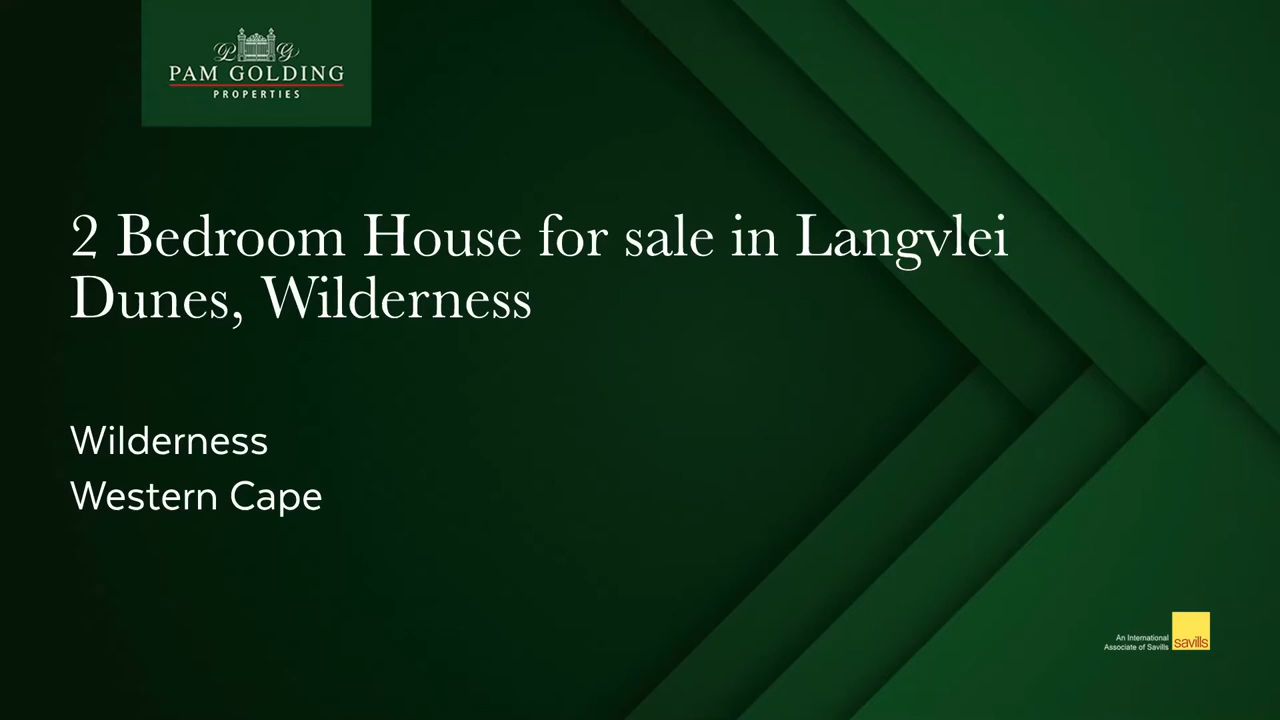 P G
PAM GOLDING
PROPERTIES
2 Bedroom House for sale in Langvlei
Dunes, Wilderness
Wilderness
Western Cape
An International
Associate of Savills
savills